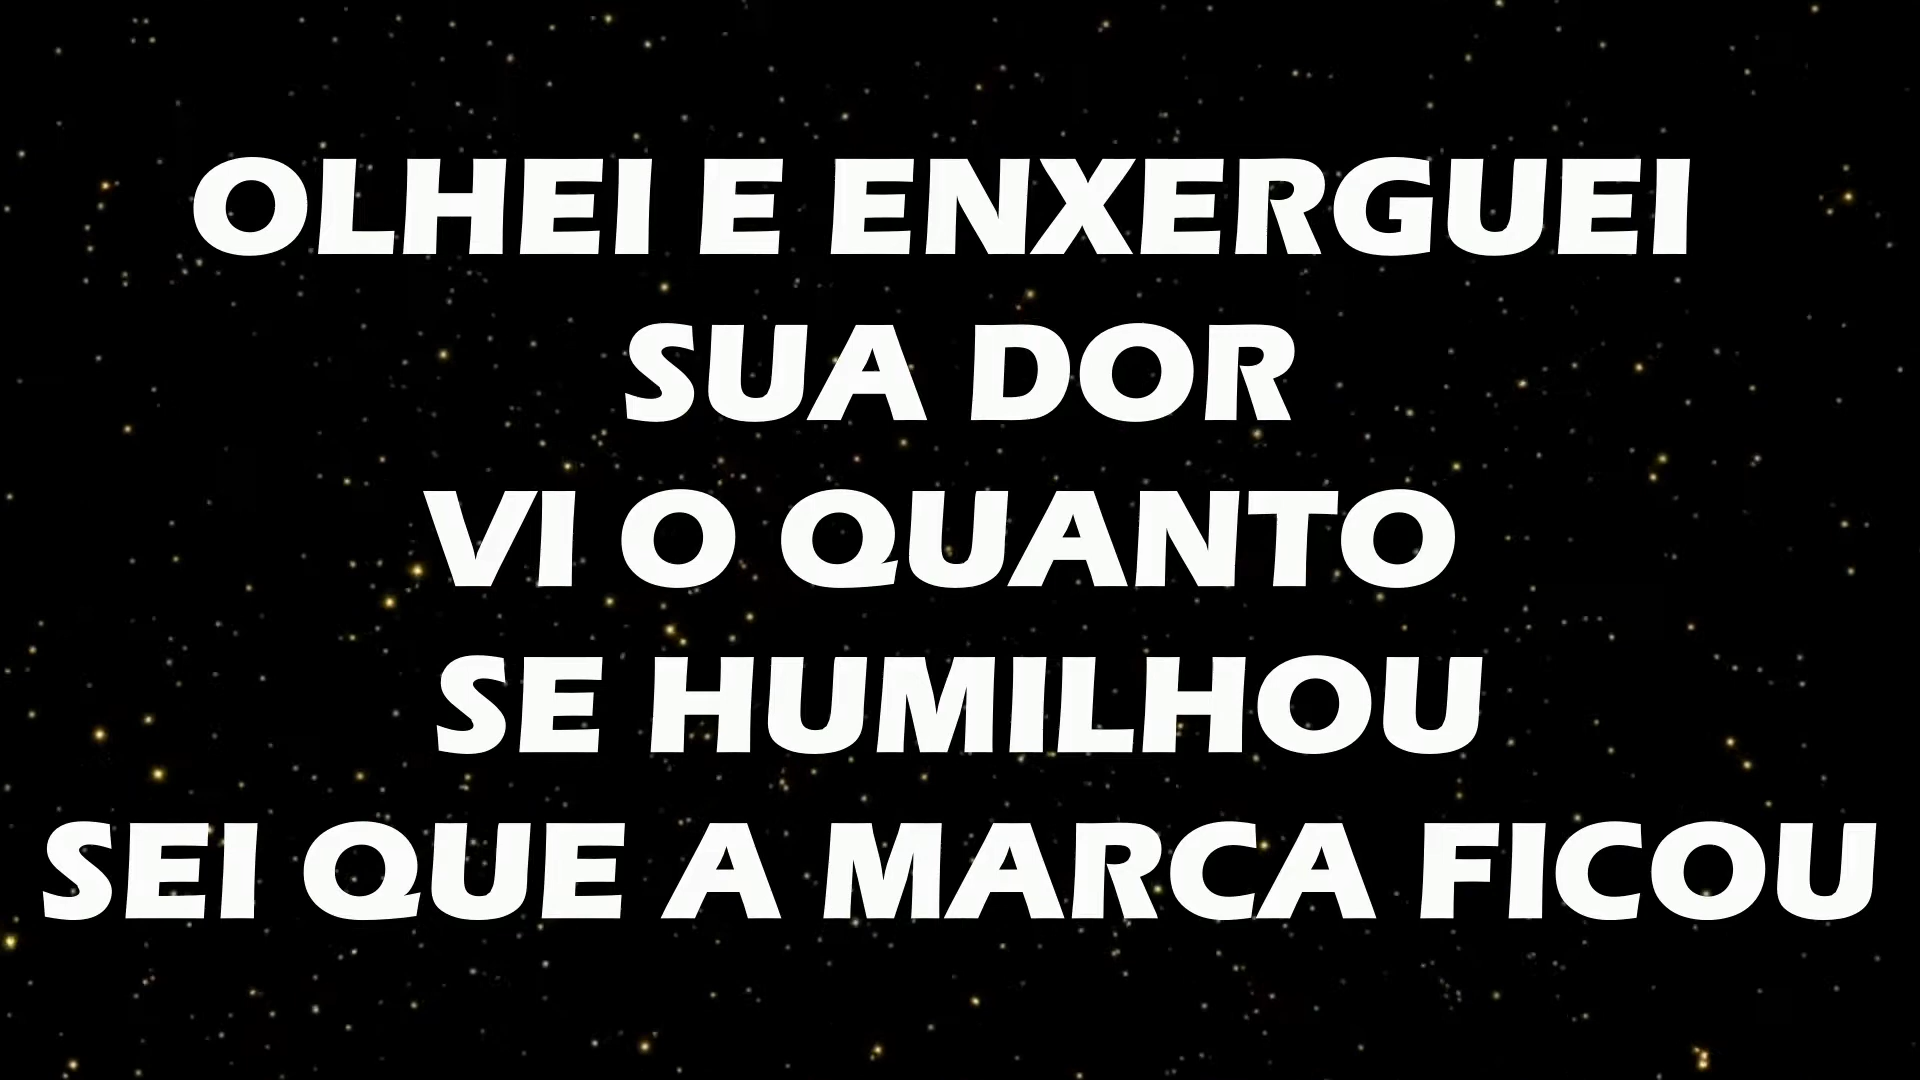 OLHEI E ENXERGUEI
SUA DOR
VI O QUANTO
SE HUMILHOU
SEI QUE A MARCA FICOU